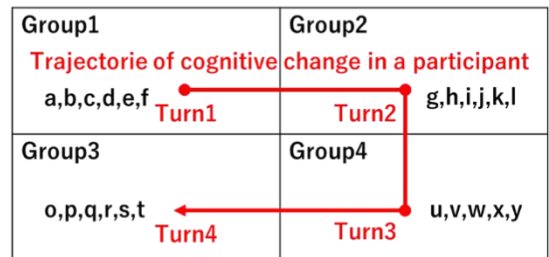 Group1
Group2
Trajectorie of cognitive change in a participant
a,b,c,d,e,f
g,h,i,j,k,l
Turn1
Turn2
Group3
Group4
o,p,q,r,s,t
u,v,w,x,y
Turn4
Turn3